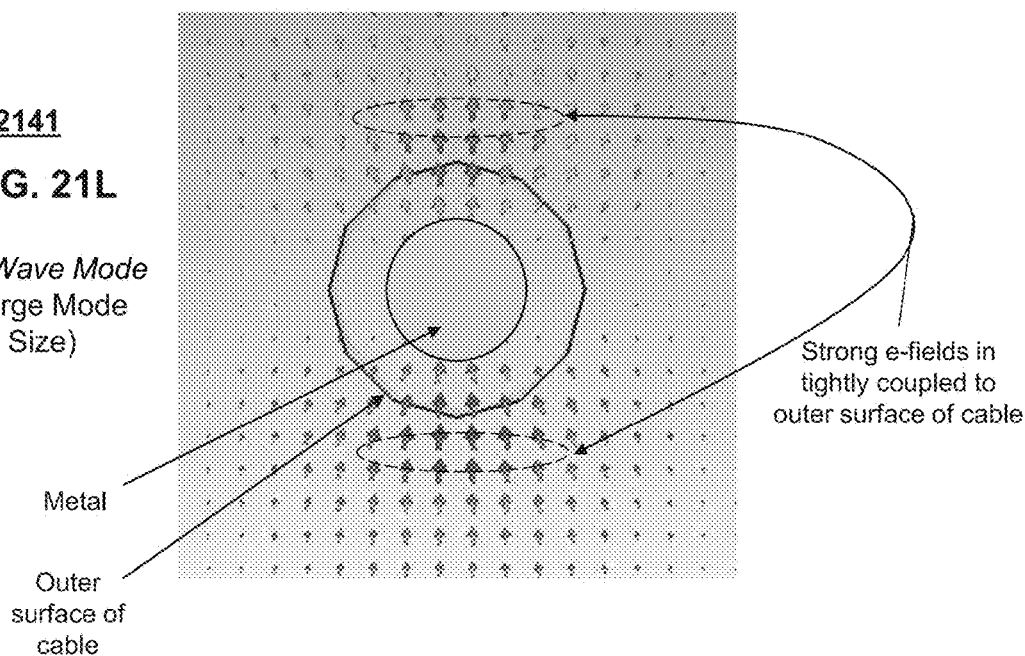 2141
G. 21L
Wave Mode
rge Mode
Size)
Strong e-fields in
tightly coupled to
outer surface of cable
Metal
Outer
surface of
cable